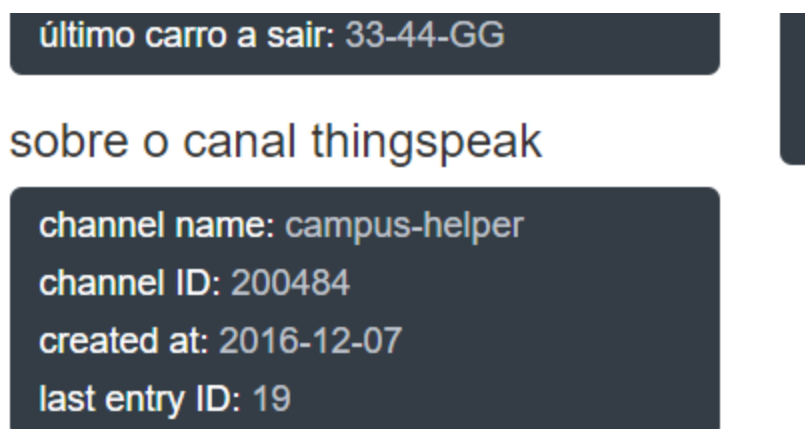 último carro a sair: 33-44-GG
sobre o canal thingspeak
channel name: campus-helper
channel ID: 200484
created at: 2016-12-07
last entry ID: 19